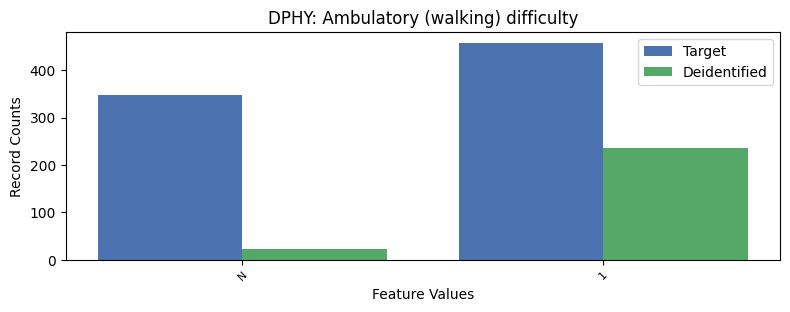 DPHY: Ambulatory (walking) difficulty
Target
Deidentified
Record Counts
400
300
200
100
0
N
1
Feature Values